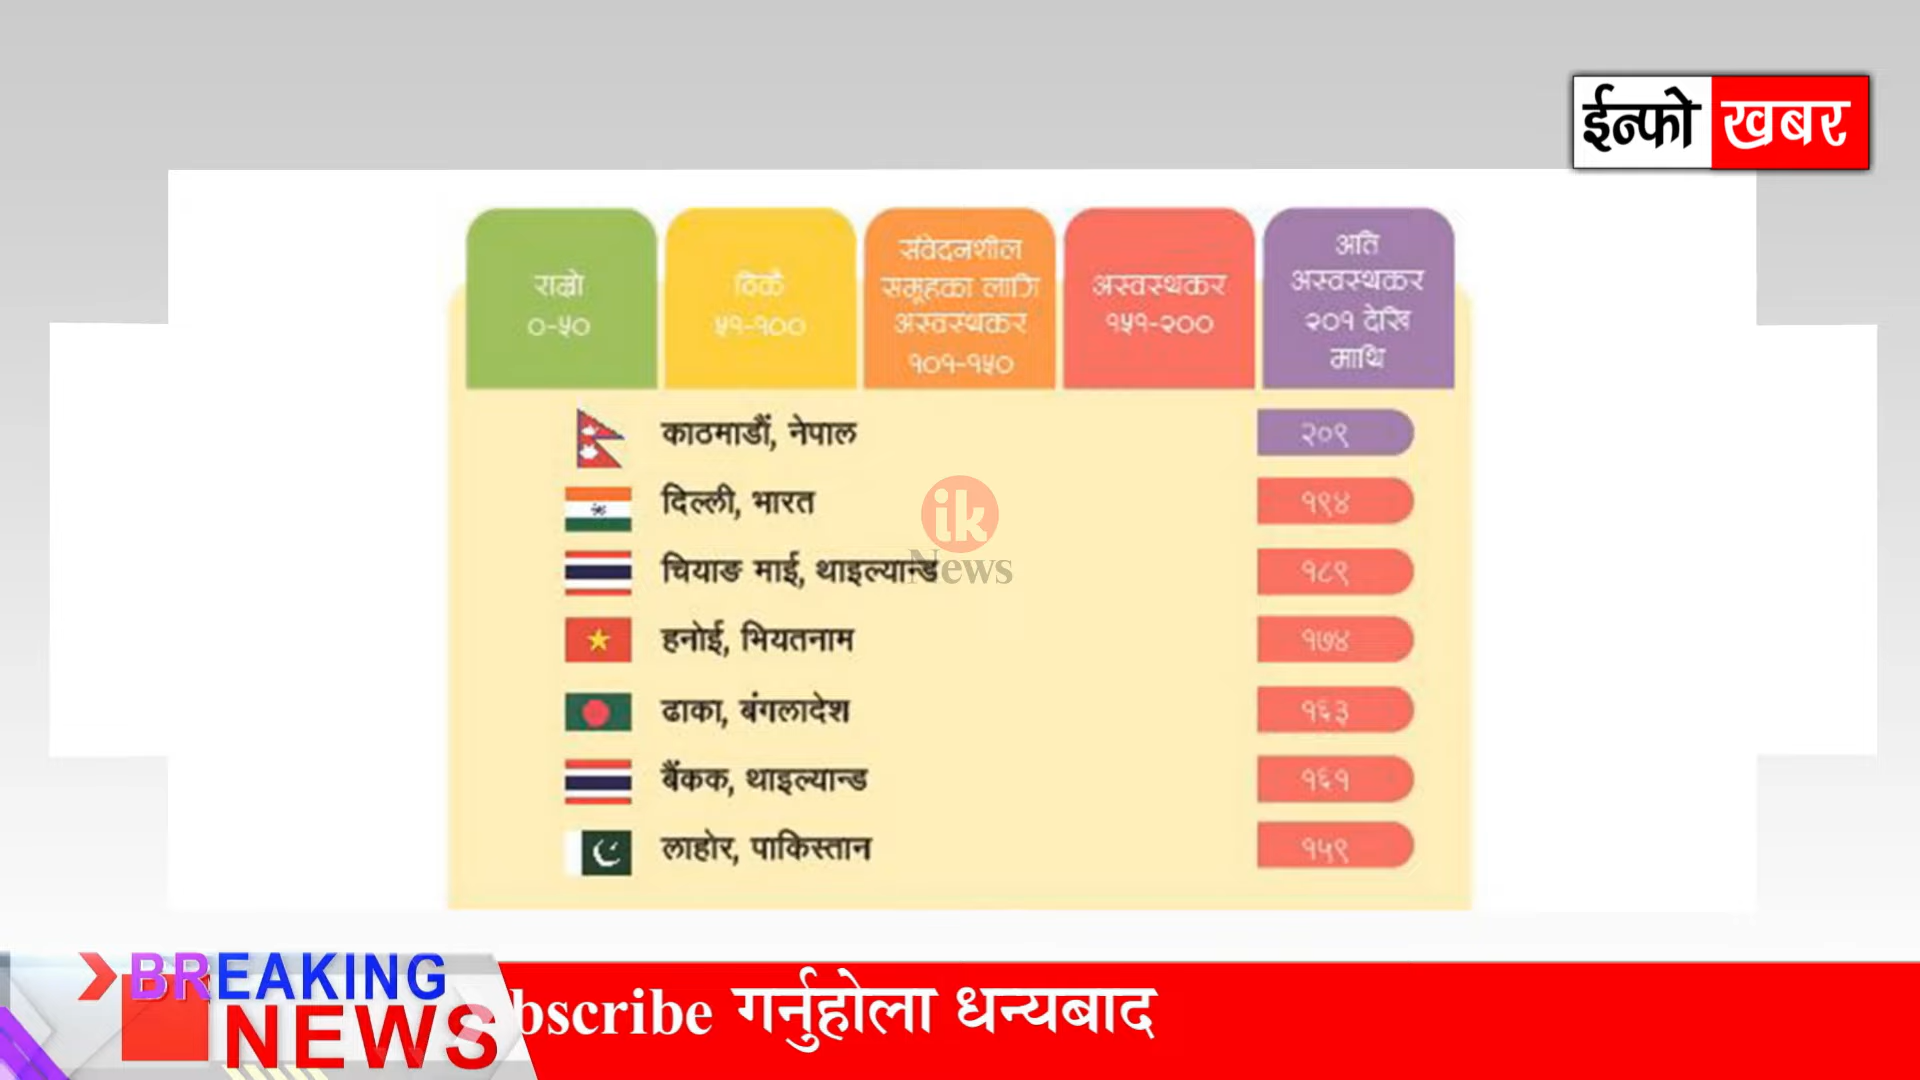 ईन्फो खबर
राम्रो
०-५०
ठिकै
५१-१००
संवेदनशील
समूहका लागि
अस्वस्थकर
१०१-१५०
अस्वस्थकर
१५१-२००
अति
अस्वस्थकर
२०१ देखि
माथि
काठमाडौं, नेपाल २०९
दिल्ली, भारत १९४
चियाङ माई, थाइल्यान्ड १८९
हनोई, भियतनाम १७४
ढाका, बंगलादेश १६३
बैंकक, थाइल्यान्ड १६१
लाहोर, पाकिस्तान १५९
ik
News
BREAKING
NEWS
bscribe गर्नुहोला धन्यबाद